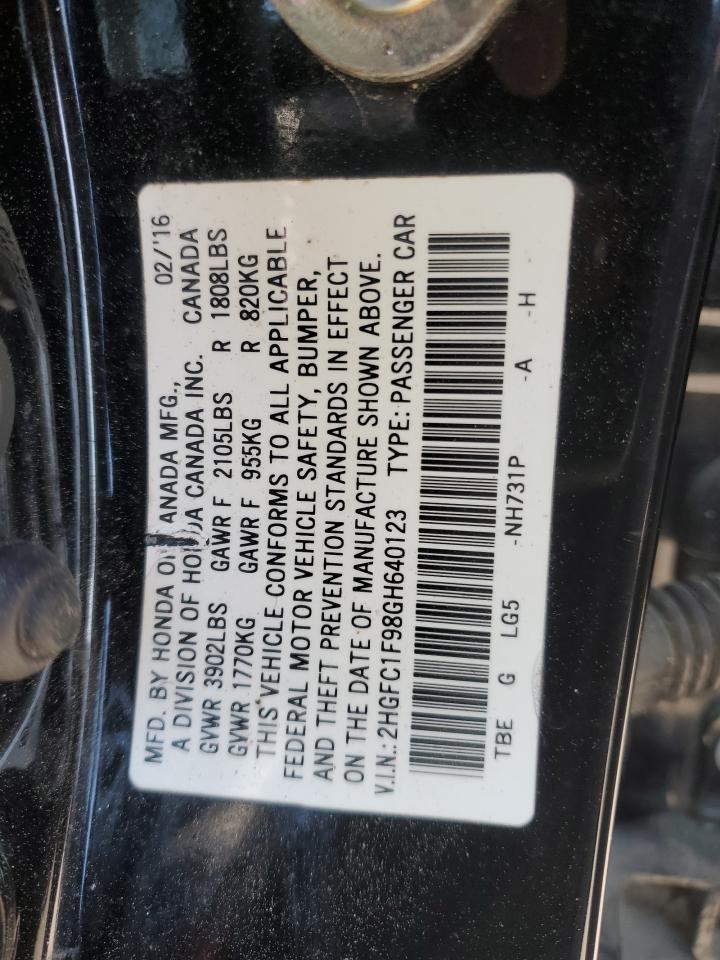 MFD. BY HONDA OF CANADA MFG., 02/'16
A DIVISION OF HONDA CANADA INC. CANADA
GVWR 3902LBS GAWR F 2105LBS R 1808LBS
GVWR 1770KG GAWR F 955KG R 820KG
THIS VEHICLE CONFORMS TO ALL APPLICABLE
FEDERAL MOTOR VEHICLE SAFETY, BUMPER,
AND THEFT PREVENTION STANDARDS IN EFFECT
ON THE DATE OF MANUFACTURE SHOWN ABOVE.
V.I.N.: 2HGFC1F98GH640123 TYPE: PASSENGER CAR
TBE G LG5 -NH731P -A -H